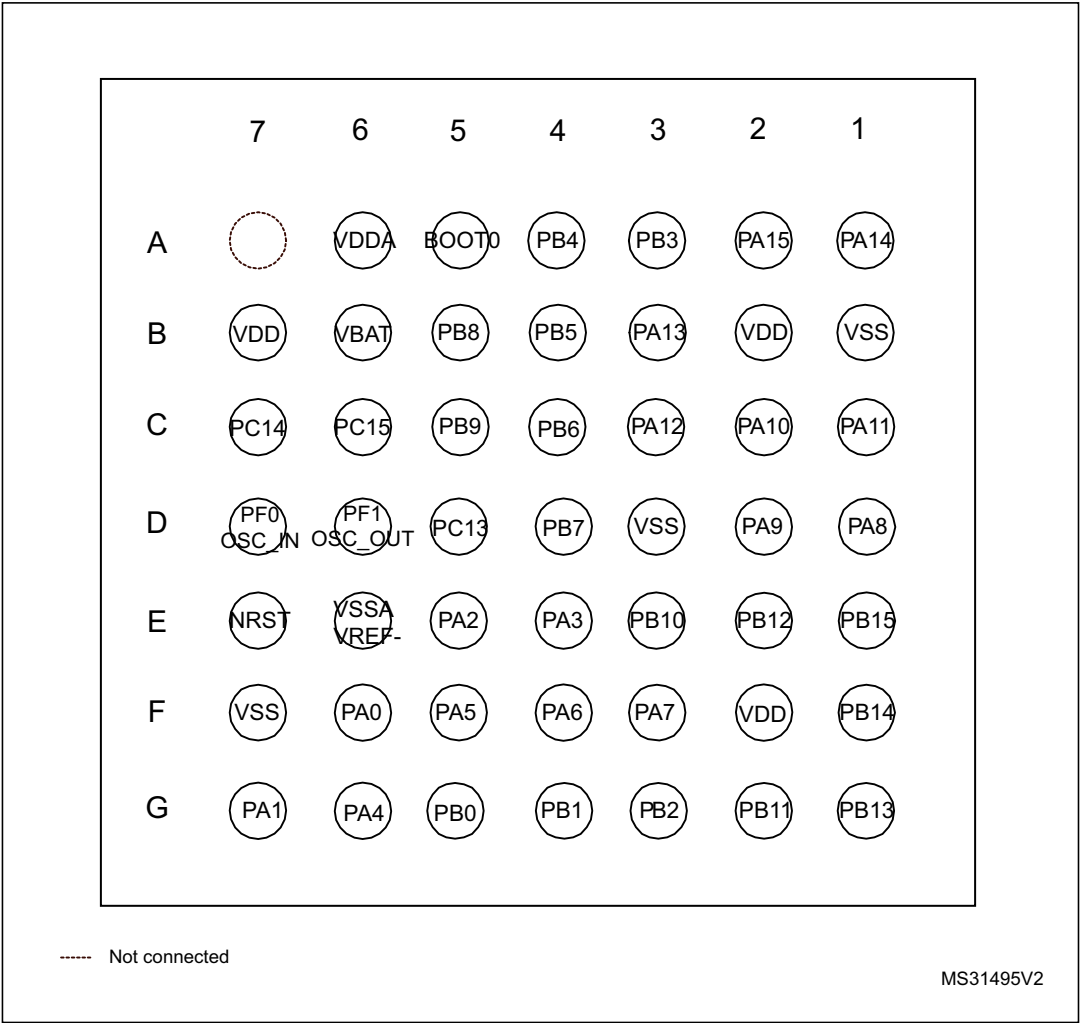 7 6 5 4 3 2 1
A VDDA BOOT0 PB4 PB3 PA15 PA14
B VDD VBAT PB8 PB5 PA13 VDD VSS
C PC14 PC15 PB9 PB6 PA12 PA10 PA11
D PF0 OSC_IN PF1 OSC_OUT PC13 PB7 VSS PA9 PA8
E NRST VSSA VREF- PA2 PA3 PB10 PB12 PB15
F VSS PA0 PA5 PA6 PA7 VDD PB14
G PA1 PA4 PB0 PB1 PB2 PB11 PB13
Not connected
MS31495V2